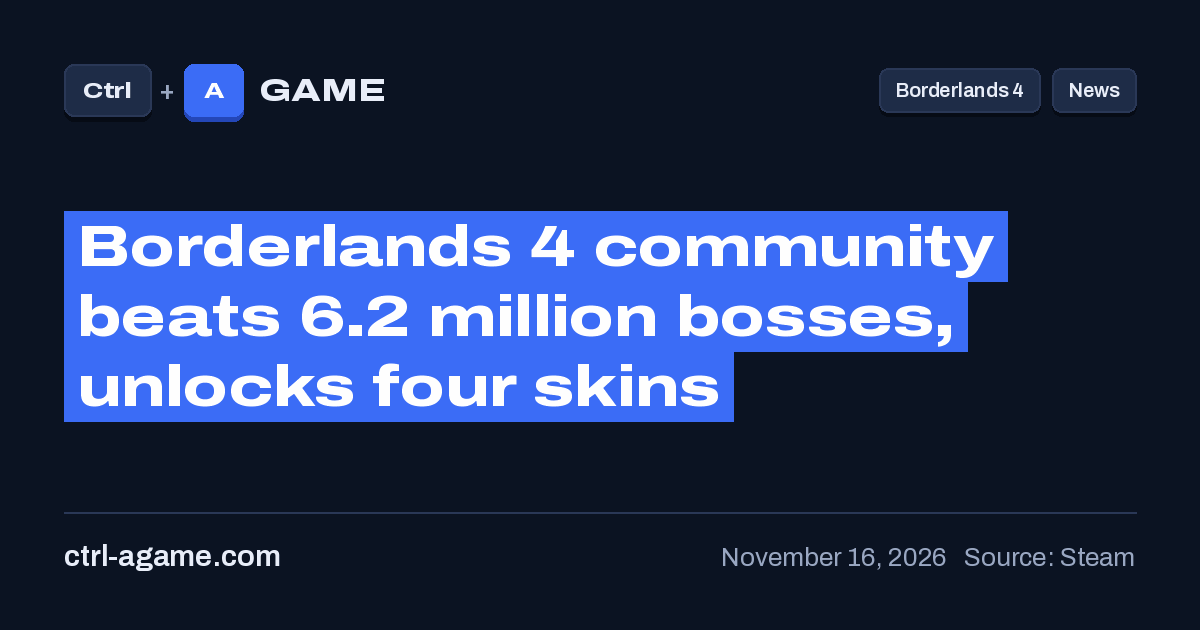 Ctrl + A GAME
Borderlands 4 News
Borderlands 4 community
beats 6.2 million bosses,
unlocks four skins
ctrl-agame.com
November 16, 2026 Source: Steam